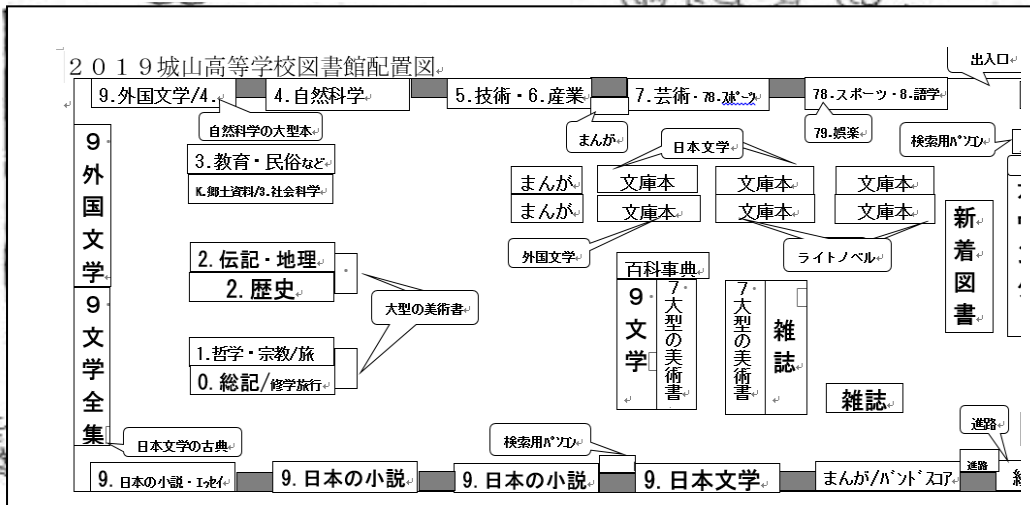 2019城山高等学校図書館配置図
出入口
9.外国文学/4.
4.自然科学
5.技術・6.産業
7.芸術・78.スポーツ
78.スポーツ・8.語学
自然科学の大型本
まんが
日本文学
79.娯楽
検索用パソコン
9外国文学
3.教育・民俗など
K.郷土資料/3.社会科学
まんが
文庫本
文庫本
文庫本
まんが
文庫本
文庫本
文庫本
新着図書
外国文学
ライトノベル
2.伝記・地理
2.歴史
大型の美術書
百科事典
9文学
7大型の美術書
7大型の美術書
雑誌
9文学全集
1.哲学・宗教/旅
0.総記/修学旅行
雑誌
日本文学の古典
検索用パソコン
進路
9.日本の小説・エッセイ
9.日本の小説
9.日本の小説
9.日本文学
まんが/バンドスコア
進路